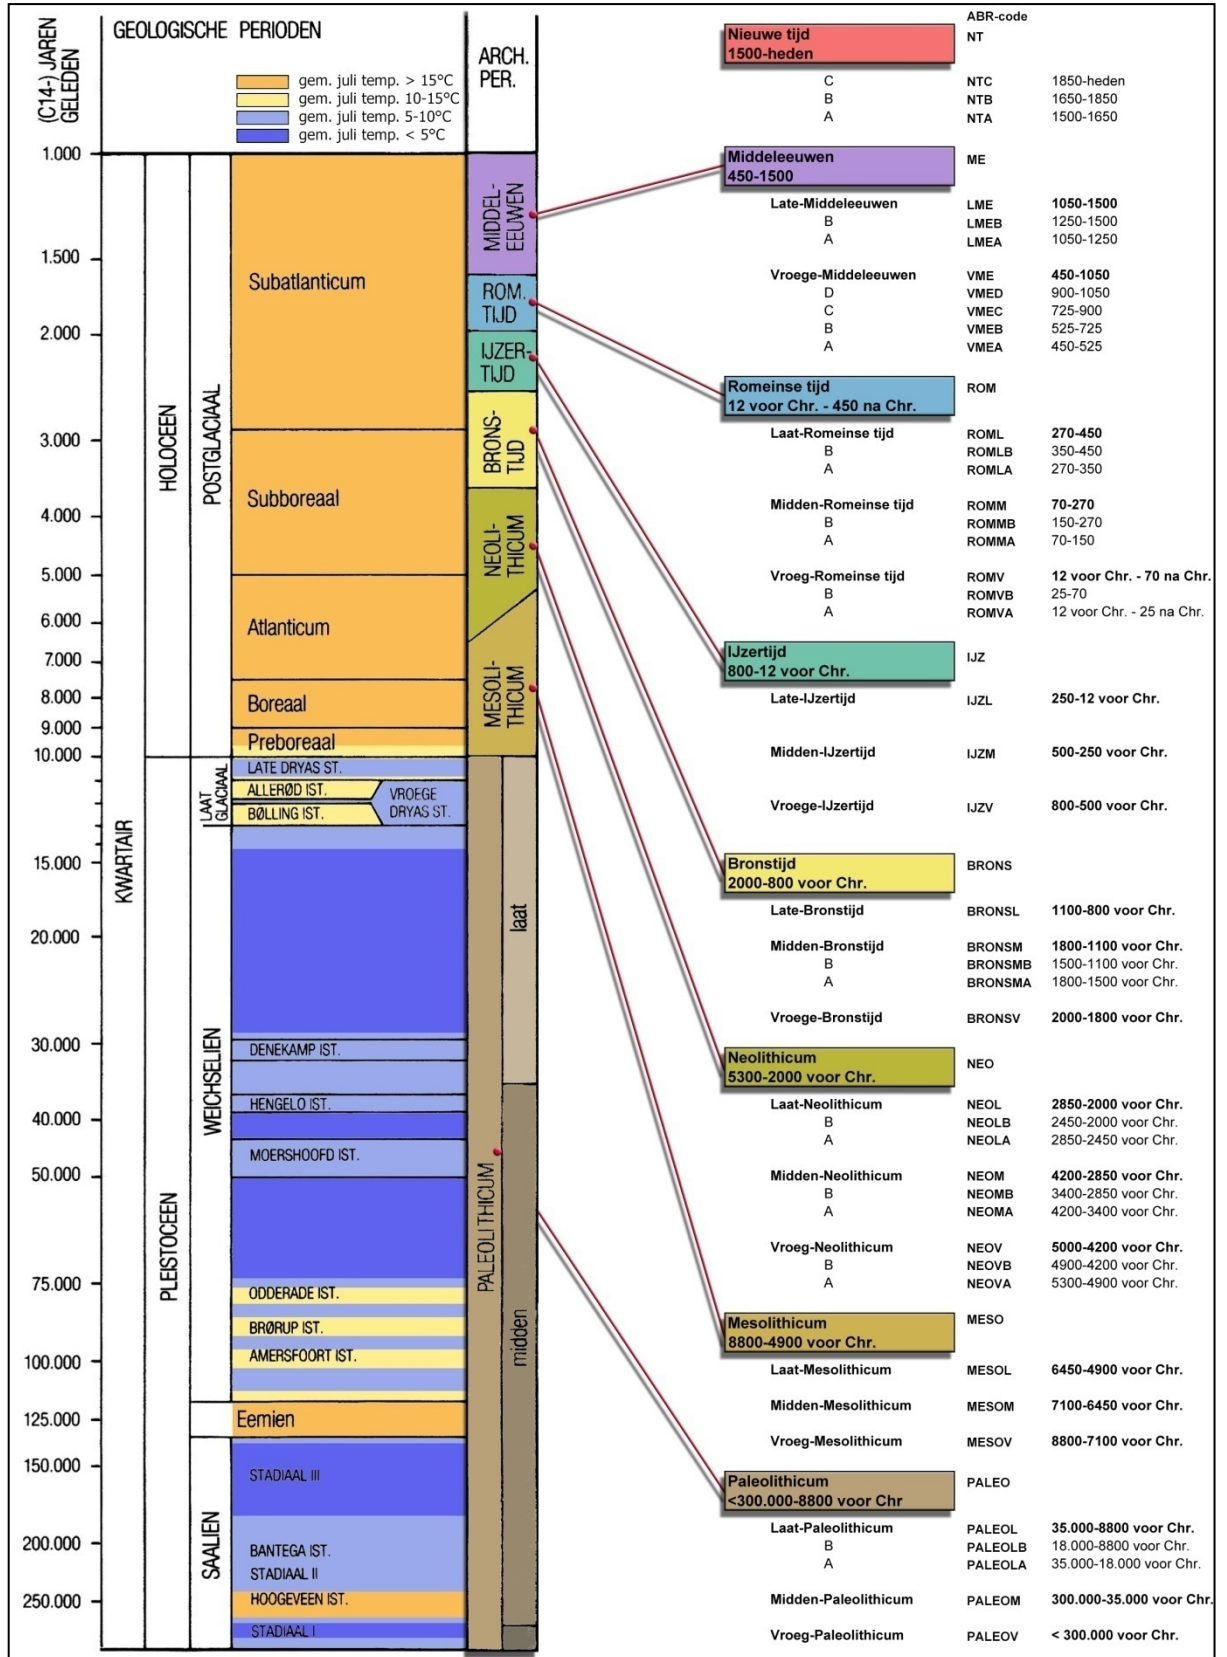 (C14-) JAREN
GELEDEN
GEOLOGISCHE PERIODEN
gem. juli temp. > 15°C
gem. juli temp. 10-15°C
gem. juli temp. 5-10°C
gem. juli temp. < 5°C
ARCH.
PER.
1.000
1.500
2.000
3.000
4.000
5.000
6.000
7.000
8.000
9.000
10.000
15.000
20.000
30.000
40.000
50.000
75.000
100.000
125.000
150.000
200.000
250.000
KWARTAIR
HOLOCEEN
PLEISTOCEEN
POSTGLACIAAL
LAAT
GLACIAAL
WEICHSELIEN
SAALIEN
Subatlanticum
Subboreaal
Atlanticum
Boreaal
Preboreaal
LATE DRYAS ST.
ALLERØD IST.
VROEGE
DRYAS ST.
BØLLING IST.
DENEKAMP IST.
HENGELO IST.
MOERSHOOFD IST.
ODDERADE IST.
BRØRUP IST.
AMERSFOORT IST.
Eemien
STADIAAL III
BANTEGA IST.
STADIAAL II
HOOGEVEEN IST.
STADIAAL I
MIDDEL-
EEUWEN
ROM.
TIJD
IJZER-
TIJD
BRONS-
TIJD
NEOLI-
THICUM
MESOLI-
THICUM
PALEOLITHICUM
laat
midden
ABR-code
Nieuwe tijd NT
1500-heden
C NTC 1850-heden
B NTB 1650-1850
A NTA 1500-1650
Middeleeuwen ME
450-1500
Late-Middeleeuwen LME 1050-1500
B LMEB 1250-1500
A LMEA 1050-1250
Vroege-Middeleeuwen VME 450-1050
D VMED 900-1050
C VMEC 725-900
B VMEB 525-725
A VMEA 450-525
Romeinse tijd ROM
12 voor Chr. - 450 na Chr.
Laat-Romeinse tijd ROML 270-450
B ROMLB 350-450
A ROMLA 270-350
Midden-Romeinse tijd ROMM 70-270
B ROMMB 150-270
A ROMMA 70-150
Vroeg-Romeinse tijd ROMV 12 voor Chr. - 70 na Chr.
B ROMVB 25-70
A ROMVA 12 voor Chr. - 25 na Chr.
IJzertijd IJZ
800-12 voor Chr.
Late-IJzertijd IJZL 250-12 voor Chr.
Midden-IJzertijd IJZM 500-250 voor Chr.
Vroege-IJzertijd IJZV 800-500 voor Chr.
Bronstijd BRONS
2000-800 voor Chr.
Late-Bronstijd BRONSL 1100-800 voor Chr.
Midden-Bronstijd BRONSM 1800-1100 voor Chr.
B BRONSMB 1500-1100 voor Chr.
A BRONSMA 1800-1500 voor Chr.
Vroege-Bronstijd BRONSV 2000-1800 voor Chr.
Neolithicum NEO
5300-2000 voor Chr.
Laat-Neolithicum NEOL 2850-2000 voor Chr.
B NEOLB 2450-2000 voor Chr.
A NEOLA 2850-2450 voor Chr.
Midden-Neolithicum NEOM 4200-2850 voor Chr.
B NEOMB 3400-2850 voor Chr.
A NEOMA 4200-3400 voor Chr.
Vroeg-Neolithicum NEOV 5000-4200 voor Chr.
B NEOVB 4900-4200 voor Chr.
A NEOVA 5300-4900 voor Chr.
Mesolithicum MESO
8800-4900 voor Chr.
Laat-Mesolithicum MESOL 6450-4900 voor Chr.
Midden-Mesolithicum MESOM 7100-6450 voor Chr.
Vroeg-Mesolithicum MESOV 8800-7100 voor Chr.
Paleolithicum PALEO
<300.000-8800 voor Chr
Laat-Paleolithicum PALEOL 35.000-8800 voor Chr.
B PALEOLB 18.000-8800 voor Chr.
A PALEOLA 35.000-18.000 voor Chr.
Midden-Paleolithicum PALEOM 300.000-35.000 voor Chr.
Vroeg-Paleolithicum PALEOV < 300.000 voor Chr.